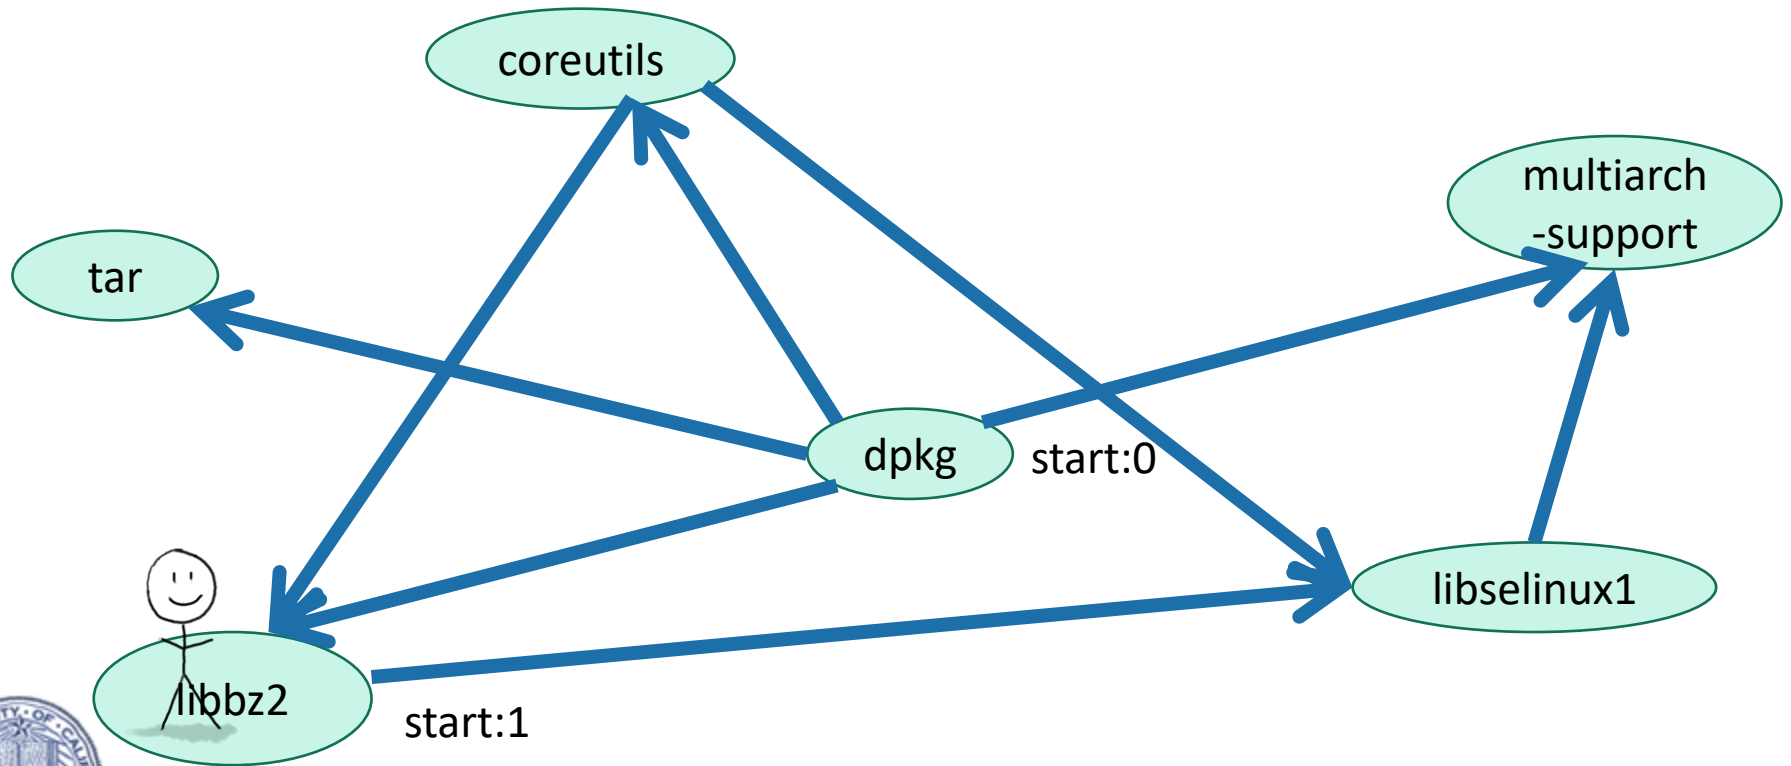 coreutils
multiarch
-support
tar
dpkg
start:0
libselinux1
libbz2
start:1